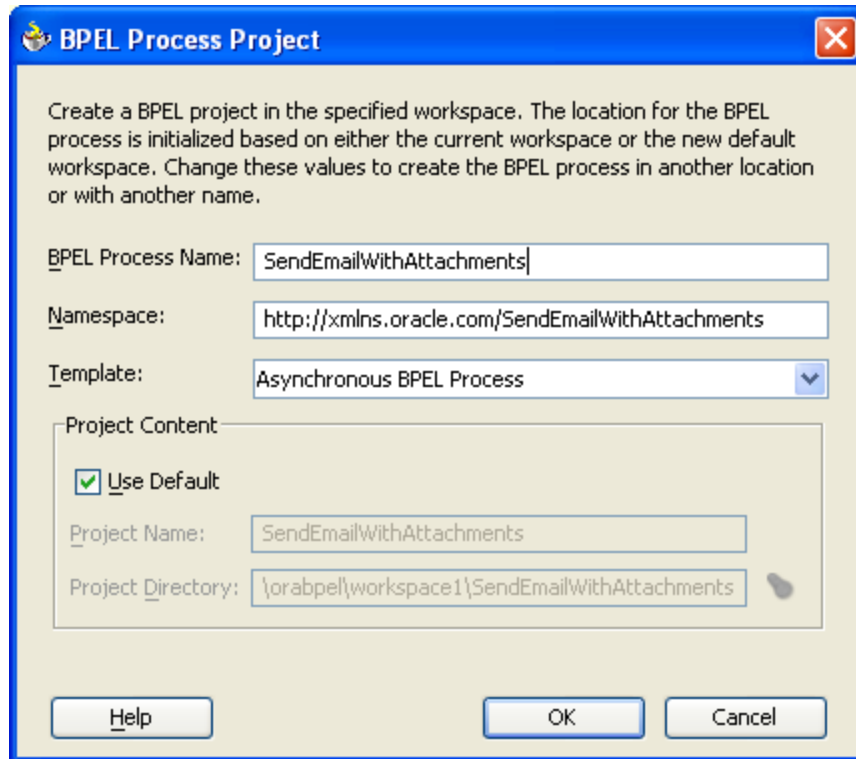 BPEL Process Project
Create a BPEL project in the specified workspace. The location for the BPEL
process is initialized based on either the current workspace or the new default
workspace. Change these values to create the BPEL process in another location
or with another name.
BPEL Process Name: SendEmailWithAttachments
Namespace: http://xmlns.oracle.com/SendEmailWithAttachments
Template: Asynchronous BPEL Process
Project Content
Use Default
Project Name: SendEmailWithAttachments
Project Directory: \orabpel\workspace1\SendEmailWithAttachments
Help OK Cancel